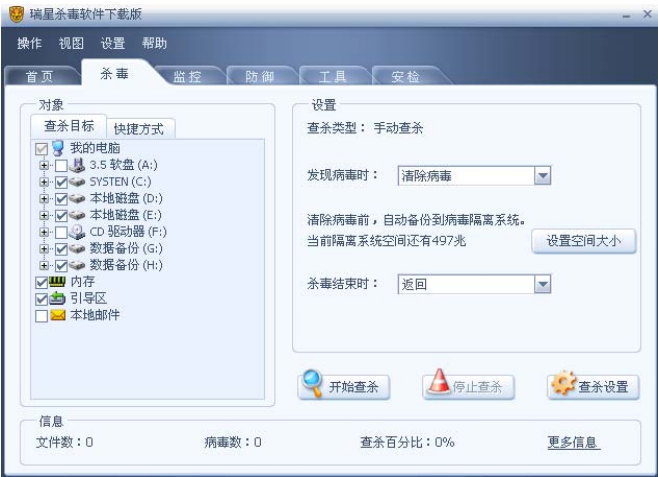 瑞星杀毒软件下载版
操作 视图 设置 帮助
首页 杀毒 监控 防御 工具 安检
对象
查杀目标 快捷方式
我的电脑
3.5 软盘 (A:)
SYSTEN (C:)
本地磁盘 (D:)
本地磁盘 (E:)
CD 驱动器 (F:)
数据备份 (G:)
数据备份 (H:)
内存
引导区
本地邮件
设置
查杀类型：手动查杀
发现病毒时： 清除病毒
清除病毒前，自动备份到病毒隔离系统。
当前隔离系统空间还有497兆 设置空间大小
杀毒结束时： 返回
开始查杀 停止查杀 查杀设置
信息
文件数：0 病毒数：0 查杀百分比：0% 更多信息